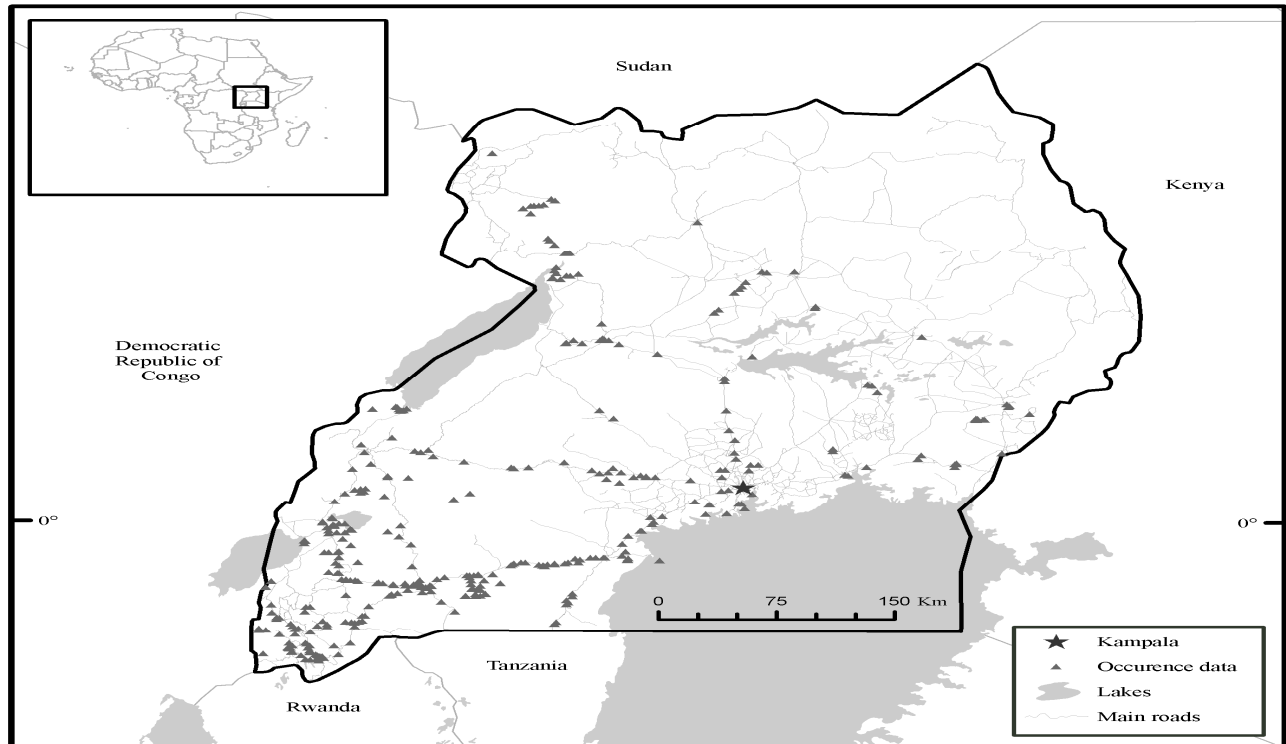 Sudan
Kenya
Democratic
Republic of
Congo
0°
0°
0 75 150 Km
Tanzania
Rwanda
Kampala
Occurence data
Lakes
Main roads